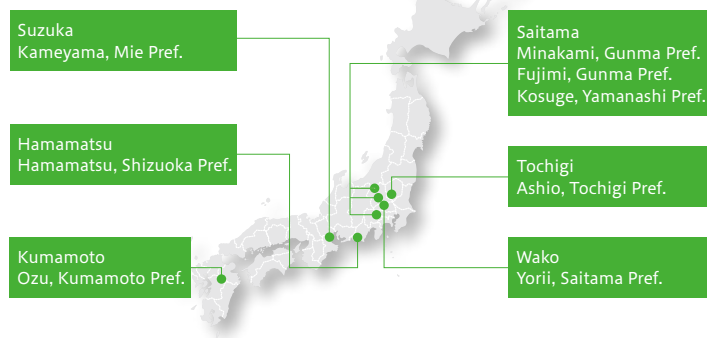 Suzuka
Kameyama, Mie Pref.
Hamamatsu
Hamamatsu, Shizuoka Pref.
Kumamoto
Ozu, Kumamoto Pref.
Saitama
Minakami, Gunma Pref.
Fujimi, Gunma Pref.
Kosuge, Yamanashi Pref.
Tochigi
Ashio, Tochigi Pref.
Wako
Yorii, Saitama Pref.